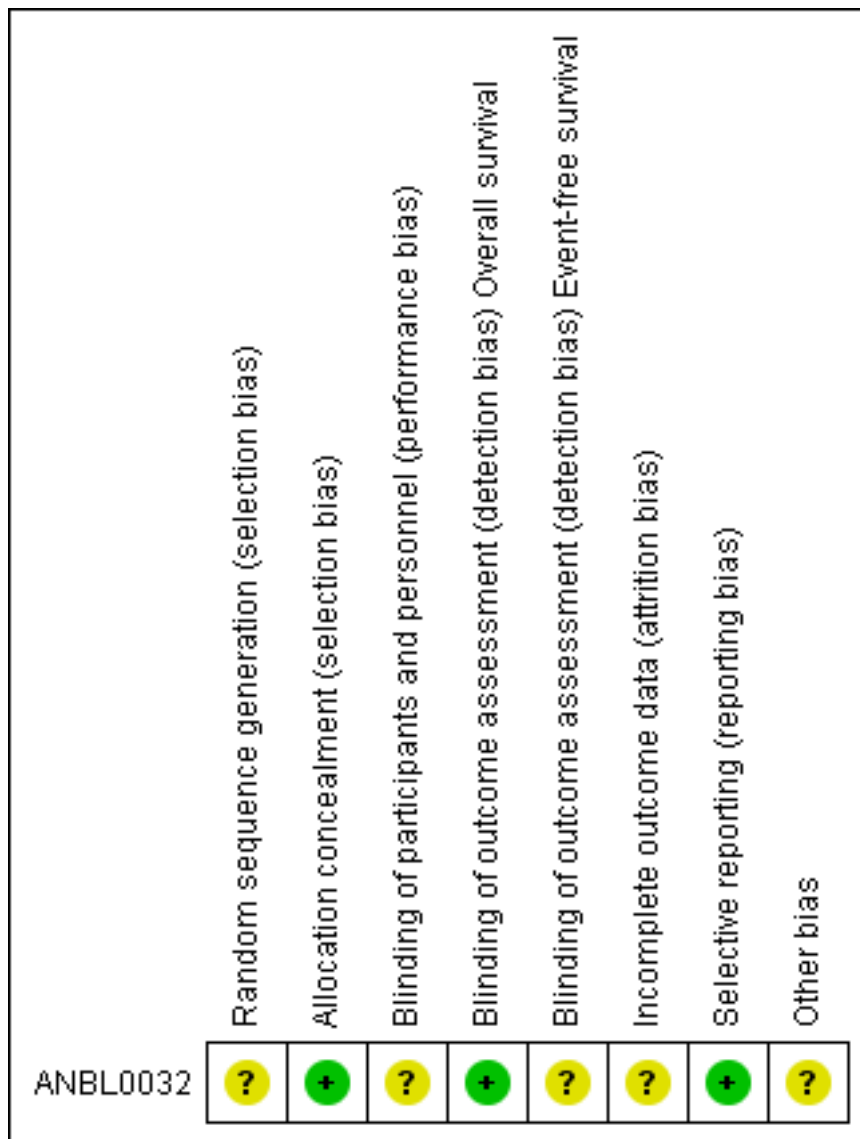 Random sequence generation (selection bias)
Allocation concealment (selection bias)
Blinding of participants and personnel (performance bias)
Blinding of outcome assessment (detection bias) Overall survival
Blinding of outcome assessment (detection bias) Event-free survival
Incomplete outcome data (attrition bias)
Selective reporting (reporting bias)
Other bias
ANBL0032 ? + ? + ? ? + ?